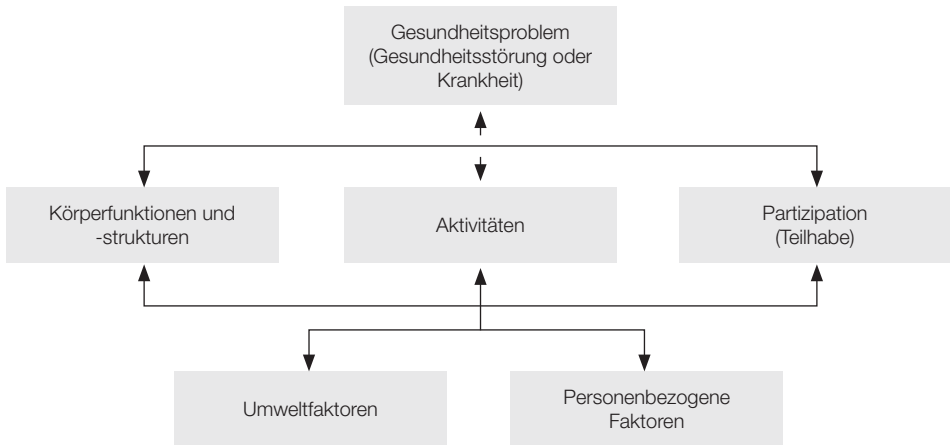 Gesundheitsproblem
(Gesundheitsstörung oder
Krankheit)
Körperfunktionen und
-strukturen
Aktivitäten
Partizipation
(Teilhabe)
Umweltfaktoren
Personenbezogene
Faktoren